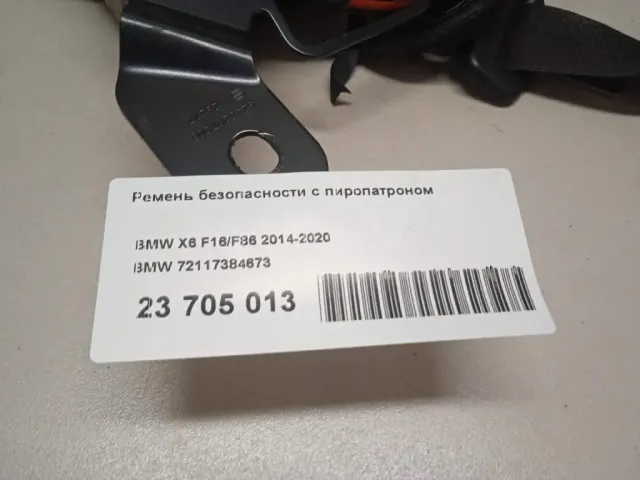 Ремень безопасности с пиропатроном
BMW X6 F16/F86 2014-2020
BMW 72117384673
23 705 013